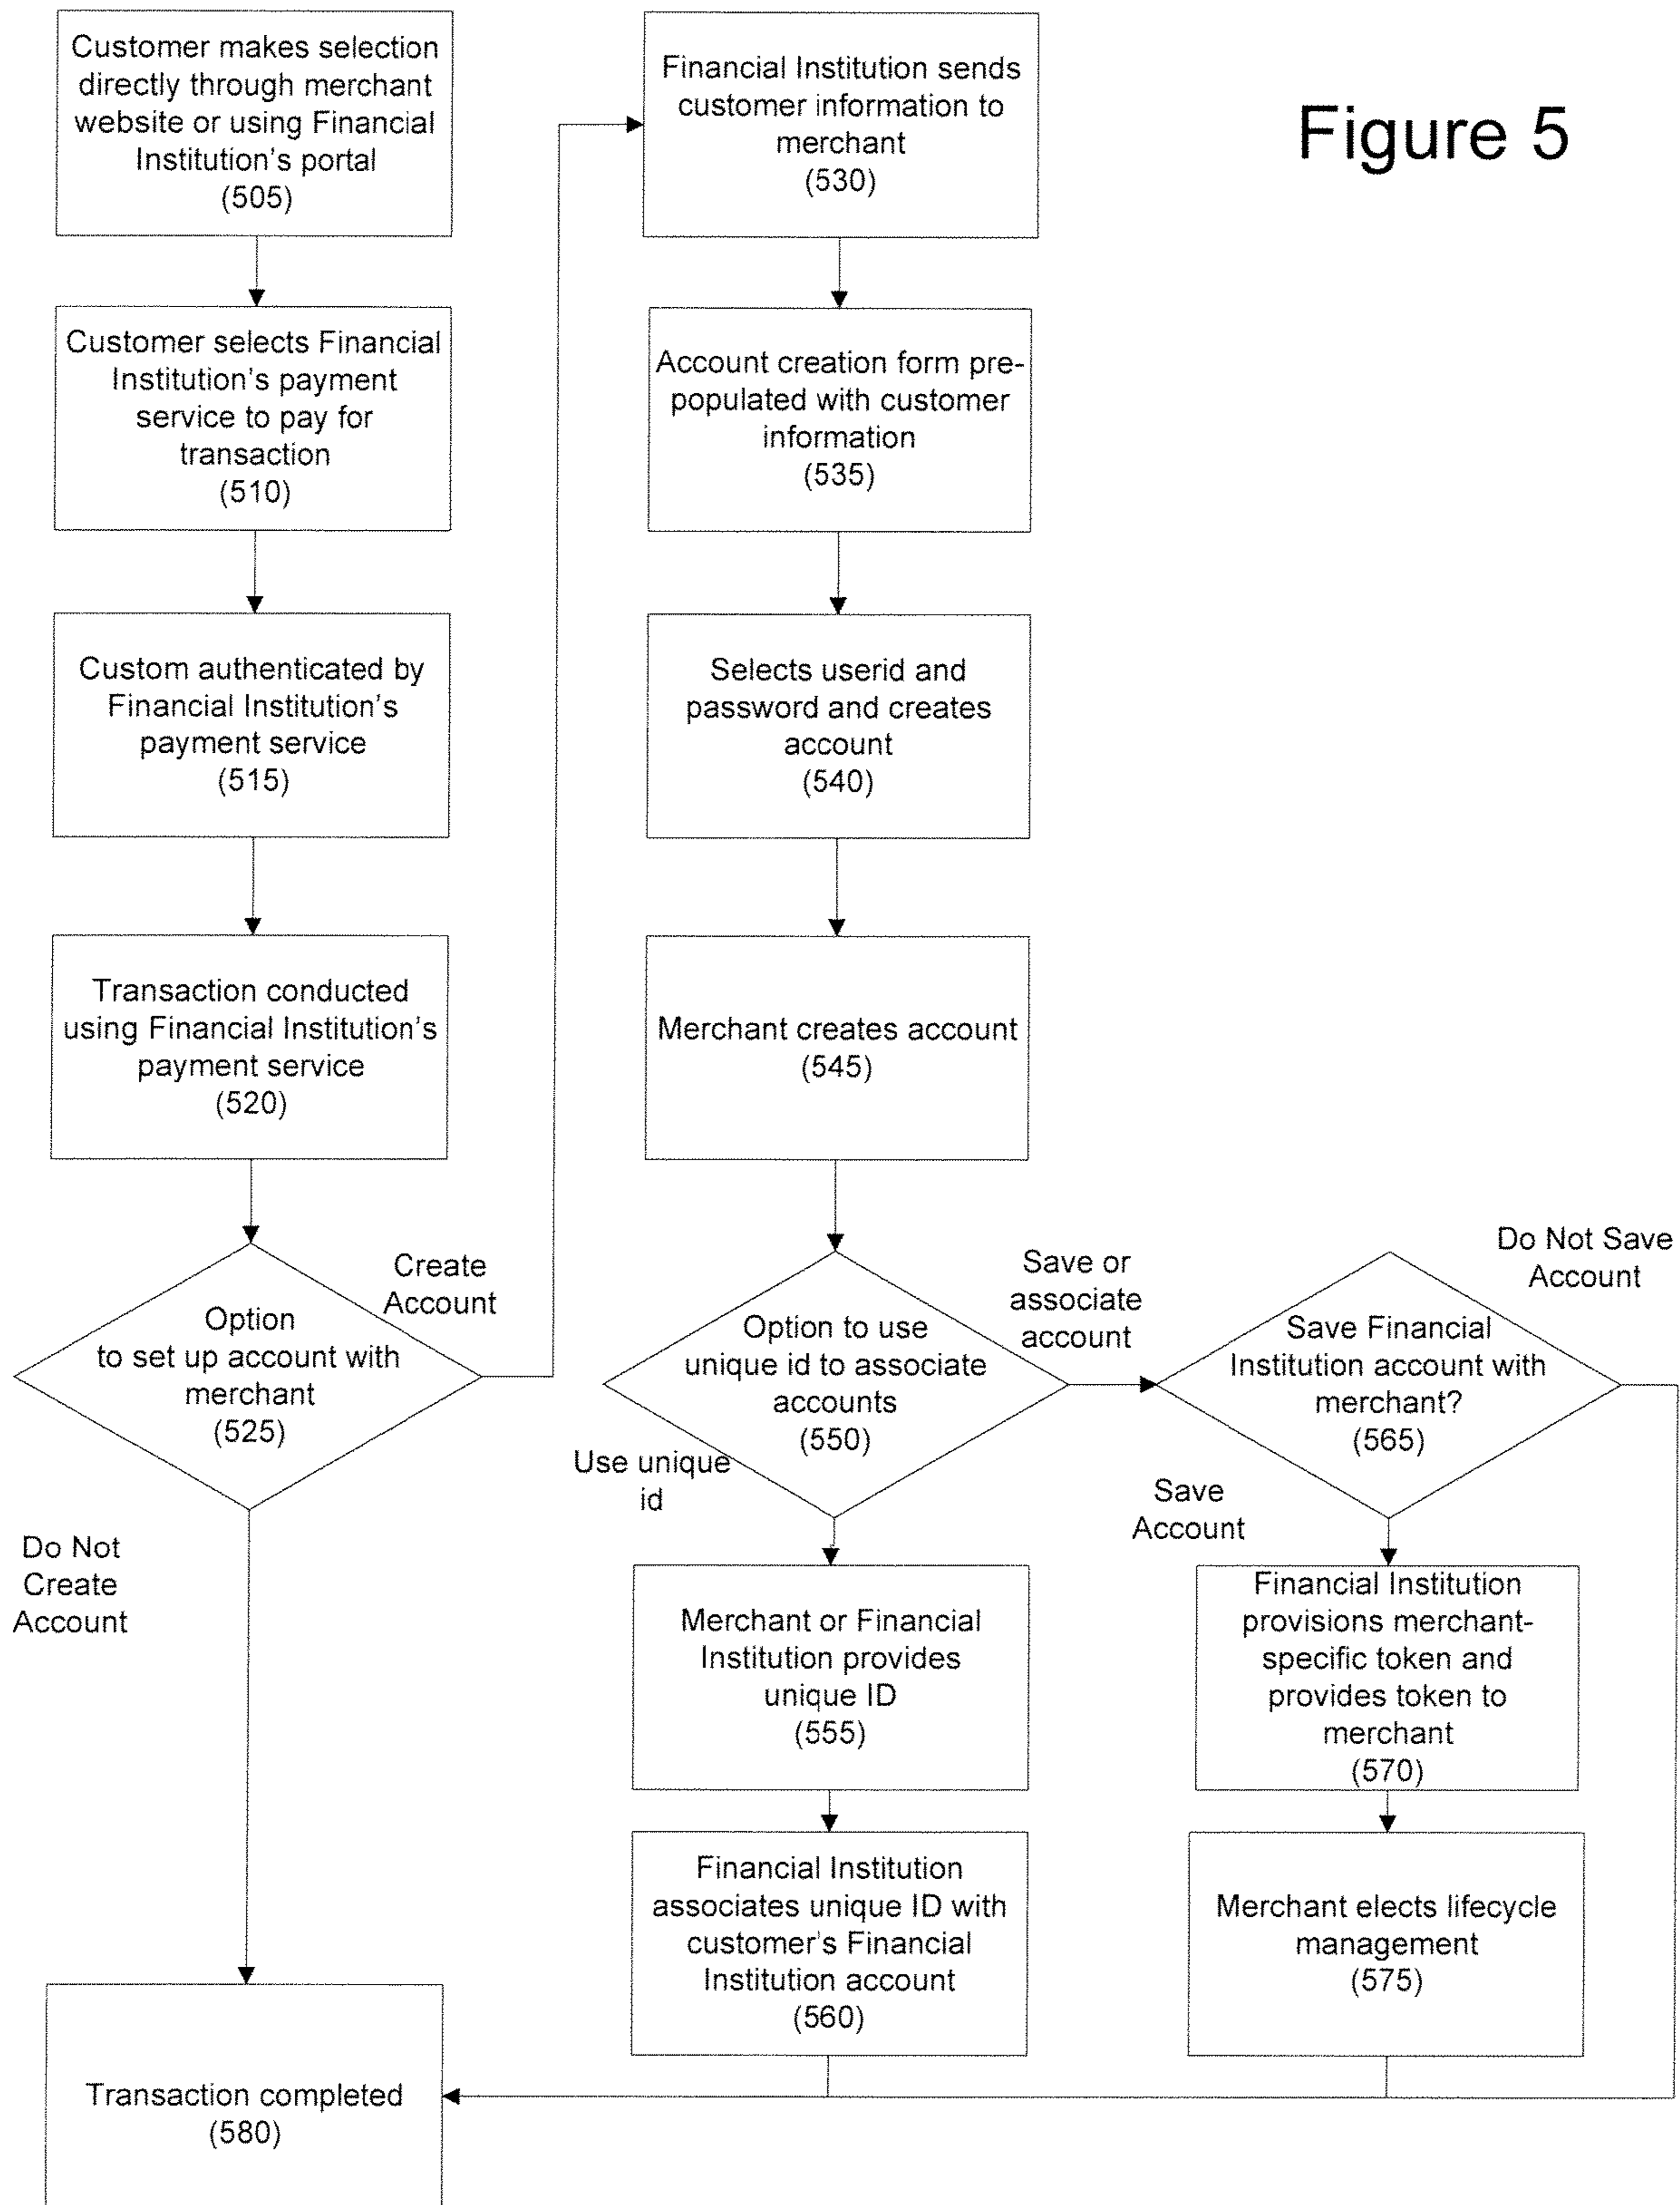 Figure 5
Customer makes selection
directly through merchant
website or using Financial
Institution's portal
(505)
Customer selects Financial
Institution's payment
service to pay for
transaction
(510)
Custom authenticated by
Financial Institution's
payment service
(515)
Transaction conducted
using Financial Institution's
payment service
(520)
Option
to set up account with
merchant
(525)
Create
Account
Do Not
Create
Account
Financial Institution sends
customer information to
merchant
(530)
Account creation form pre-
populated with customer
information
(535)
Selects userid and
password and creates
account
(540)
Merchant creates account
(545)
Option to use
unique id to associate
accounts
(550)
Save or
associate
account
Use unique
id
Merchant or Financial
Institution provides
unique ID
(555)
Financial Institution
associates unique ID with
customer's Financial
Institution account
(560)
Save Financial
Institution account with
merchant?
(565)
Do Not Save
Account
Save
Account
Financial Institution
provisions merchant-
specific token and
provides token to
merchant
(570)
Merchant elects lifecycle
management
(575)
Transaction completed
(580)